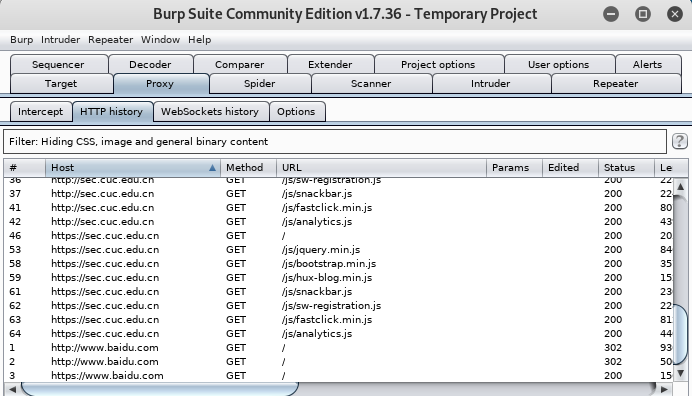 Burp Suite Community Edition v1.7.36 - Temporary Project
Burp Intruder Repeater Window Help
Sequencer Decoder Comparer Extender Project options User options Alerts
Target Proxy Spider Scanner Intruder Repeater
Intercept HTTP history WebSockets history Options
Filter: Hiding CSS, image and general binary content ?
# Host Method URL Params Edited Status Le
36 http://sec.cuc.edu.cn GET /js/sw-registration.js 200 22
37 http://sec.cuc.edu.cn GET /js/snackbar.js 200 22
41 http://sec.cuc.edu.cn GET /js/fastclick.min.js 200 80
42 http://sec.cuc.edu.cn GET /js/analytics.js 200 43
46 https://sec.cuc.edu.cn GET / 200 20
53 https://sec.cuc.edu.cn GET /js/jquery.min.js 200 84
58 https://sec.cuc.edu.cn GET /js/bootstrap.min.js 200 35
59 https://sec.cuc.edu.cn GET /js/hux-blog.min.js 200 15
61 https://sec.cuc.edu.cn GET /js/snackbar.js 200 23
62 https://sec.cuc.edu.cn GET /js/sw-registration.js 200 22
63 https://sec.cuc.edu.cn GET /js/fastclick.min.js 200 81
64 https://sec.cuc.edu.cn GET /js/analytics.js 200 44
1 http://www.baidu.com GET / 302 93
2 http://www.baidu.com GET / 302 50
3 https://www.baidu.com GET / 200 15